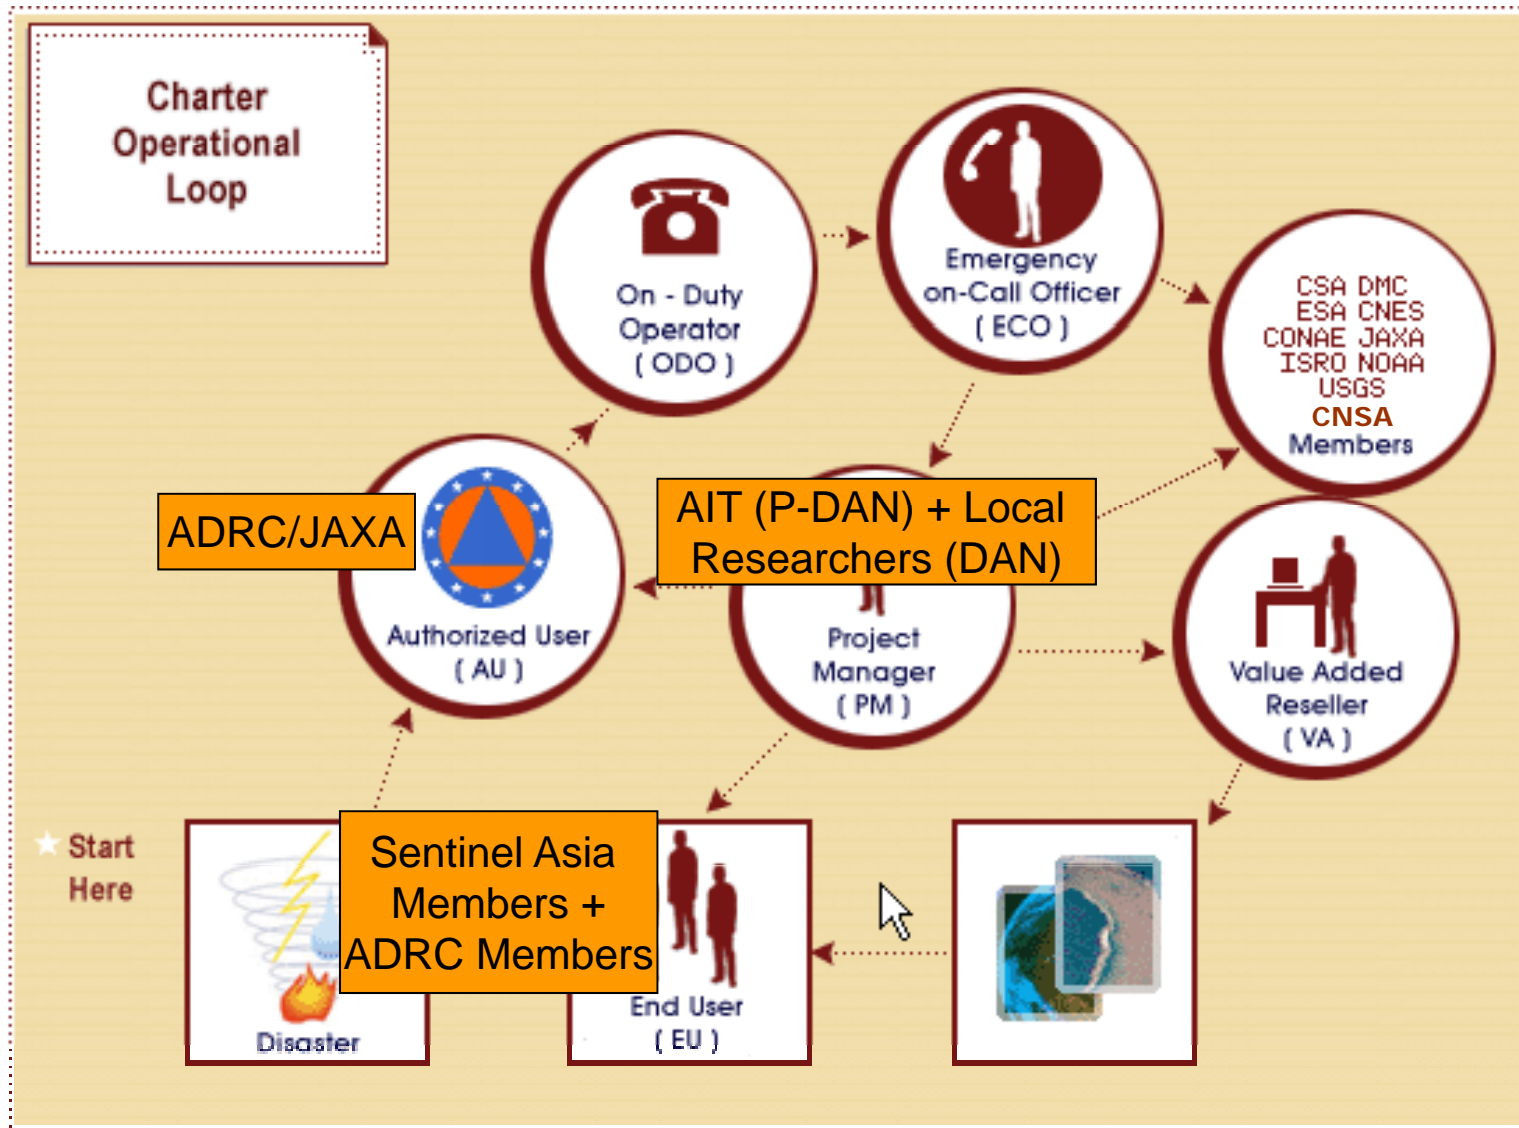 Charter
Operational
Loop
On - Duty
Operator
( ODO )
Emergency
on-Call Officer
( ECO )
CSA DMC
ESA CNES
CONAE JAXA
ISRO NOAA
USGS
CNSA
Members
ADRC/JAXA
Authorized User
( AU )
AIT (P-DAN) + Local
Researchers (DAN)
Project
Manager
( PM )
Value Added
Reseller
( VA )
Start
Here
Disaster
Sentinel Asia
Members +
ADRC Members
End User
( EU )